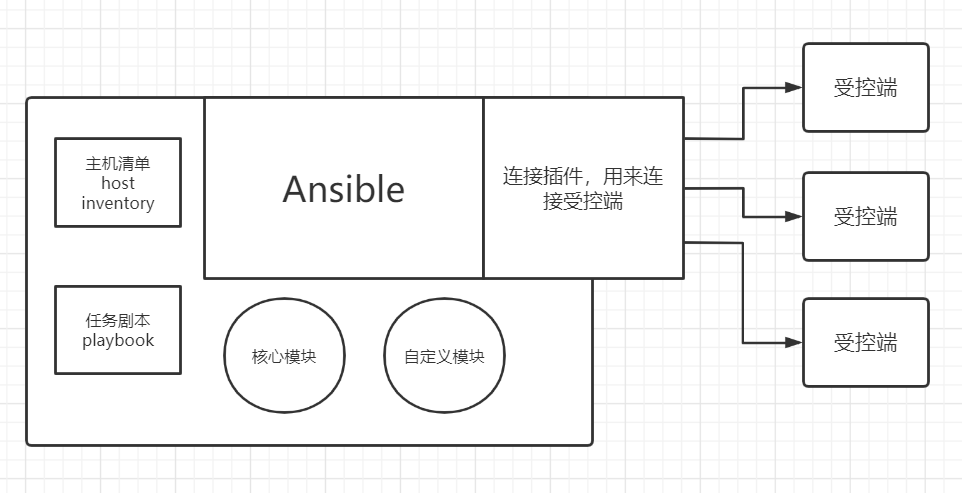 主机清单
host
inventory
Ansible
连接插件，用来连
接受控端
受控端
受控端
受控端
任务剧本
playbook
核心模块
自定义模块